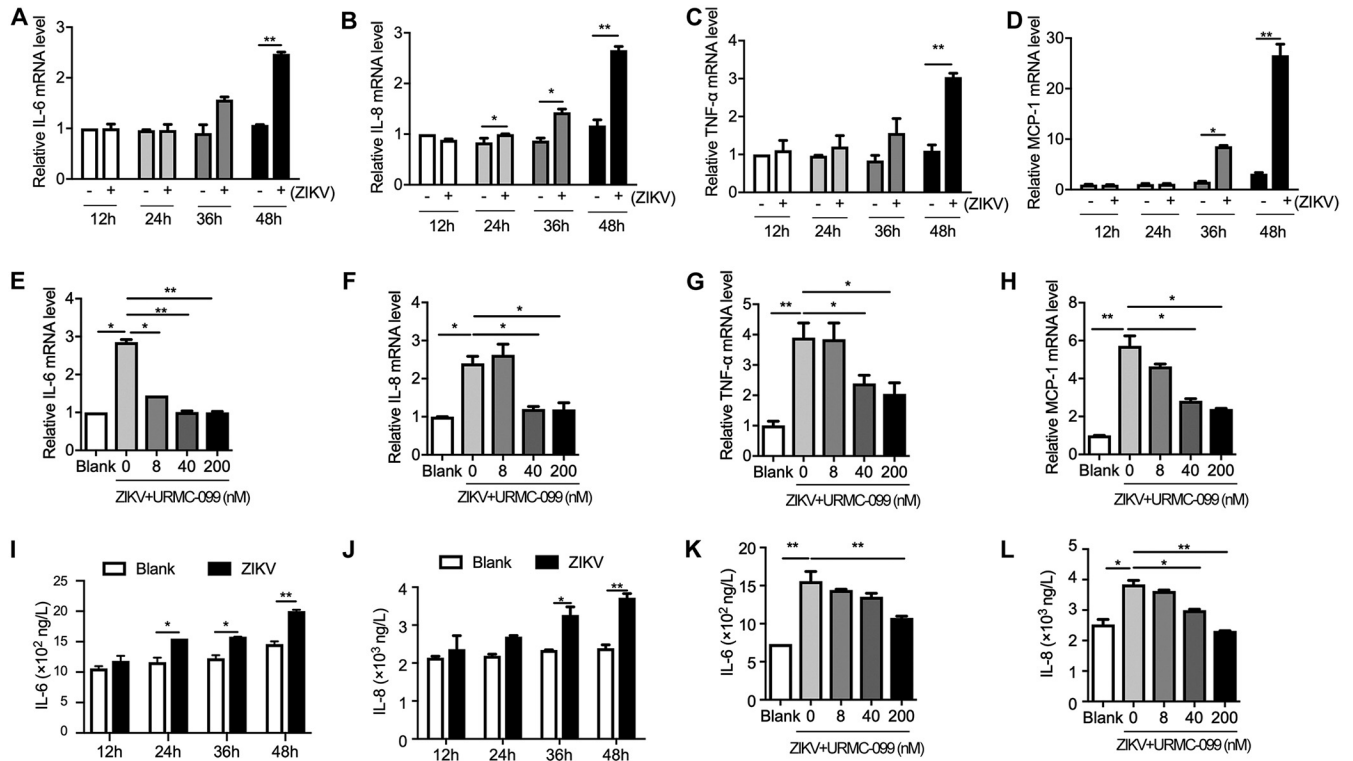 A
Relative IL-6 mRNA level
3
2
1
0
- + - + - + - + (ZIKV)
12h 24h 36h 48h
**
B
Relative IL-8 mRNA level
3
2
1
0
- + - + - + - + (ZIKV)
12h 24h 36h 48h
* * **
C
Relative TNF-α mRNA level
4
3
2
1
0
- + - + - + - + (ZIKV)
12h 24h 36h 48h
**
D
Relative MCP-1 mRNA level
30
20
10
0
- + - + - + - + (ZIKV)
12h 24h 36h 48h
* **
E
Relative IL-6 mRNA level
4
3
2
1
0
**
**
* *
Blank 0 8 40 200
ZIKV+URMC-099 (nM)
F
Relative IL-8 mRNA level
4
3
2
1
0
*
* *
Blank 0 8 40 200
ZIKV+URMC-099 (nM)
G
Relative TNF-α mRNA level
5
4
3
2
1
0
*
** *
Blank 0 8 40 200
ZIKV+URMC-099 (nM)
H
Relative MCP-1 mRNA level
8
6
4
2
0
*
** *
Blank 0 8 40 200
ZIKV+URMC-099 (nM)
I
Blank ZIKV
IL-6 (×10² ng/L)
25
20
15
10
5
0
* * **
12h 24h 36h 48h
J
Blank ZIKV
IL-8 (×10³ ng/L)
4
3
2
1
0
* **
12h 24h 36h 48h
K
IL-6 (×10² ng/L)
20
15
10
5
0
** **
Blank 0 8 40 200
ZIKV+URMC-099 (nM)
L
IL-8 (×10³ ng/L)
5
4
3
2
1
0
**
* *
Blank 0 8 40 200
ZIKV+URMC-099 (nM)